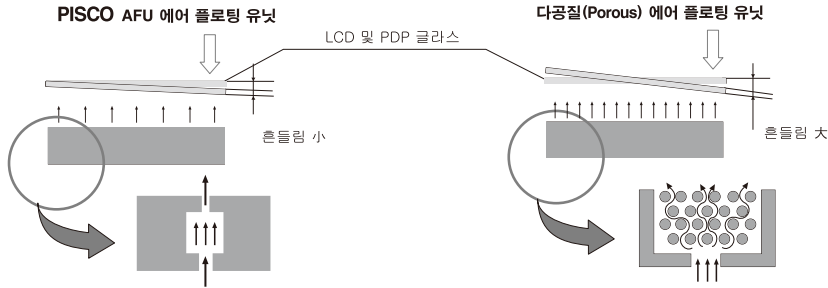 PISCO AFU 에어 플로팅 유닛
다공질(Porous) 에어 플로팅 유닛
LCD 및 PDP 글라스
흔들림 小
흔들림 大